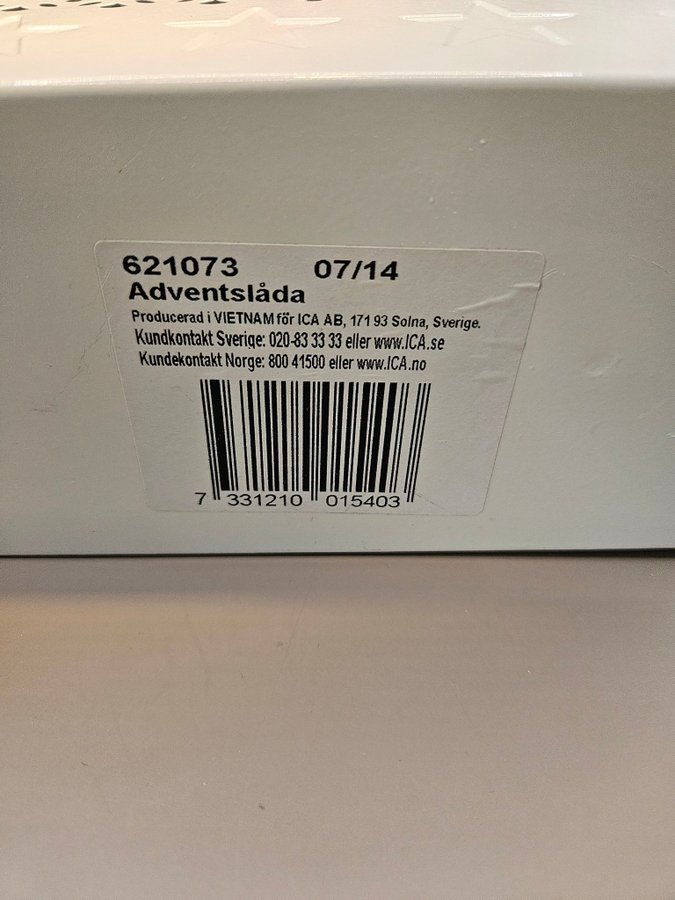 621073 07/14
Adventslåda
Producerad i VIETNAM för ICA AB, 171 93 Solna, Sverige.
Kundkontakt Sverige: 020-83 33 33 eller www.ICA.se
Kundekontakt Norge: 800 41500 eller www.ICA.no
7 331210 015403